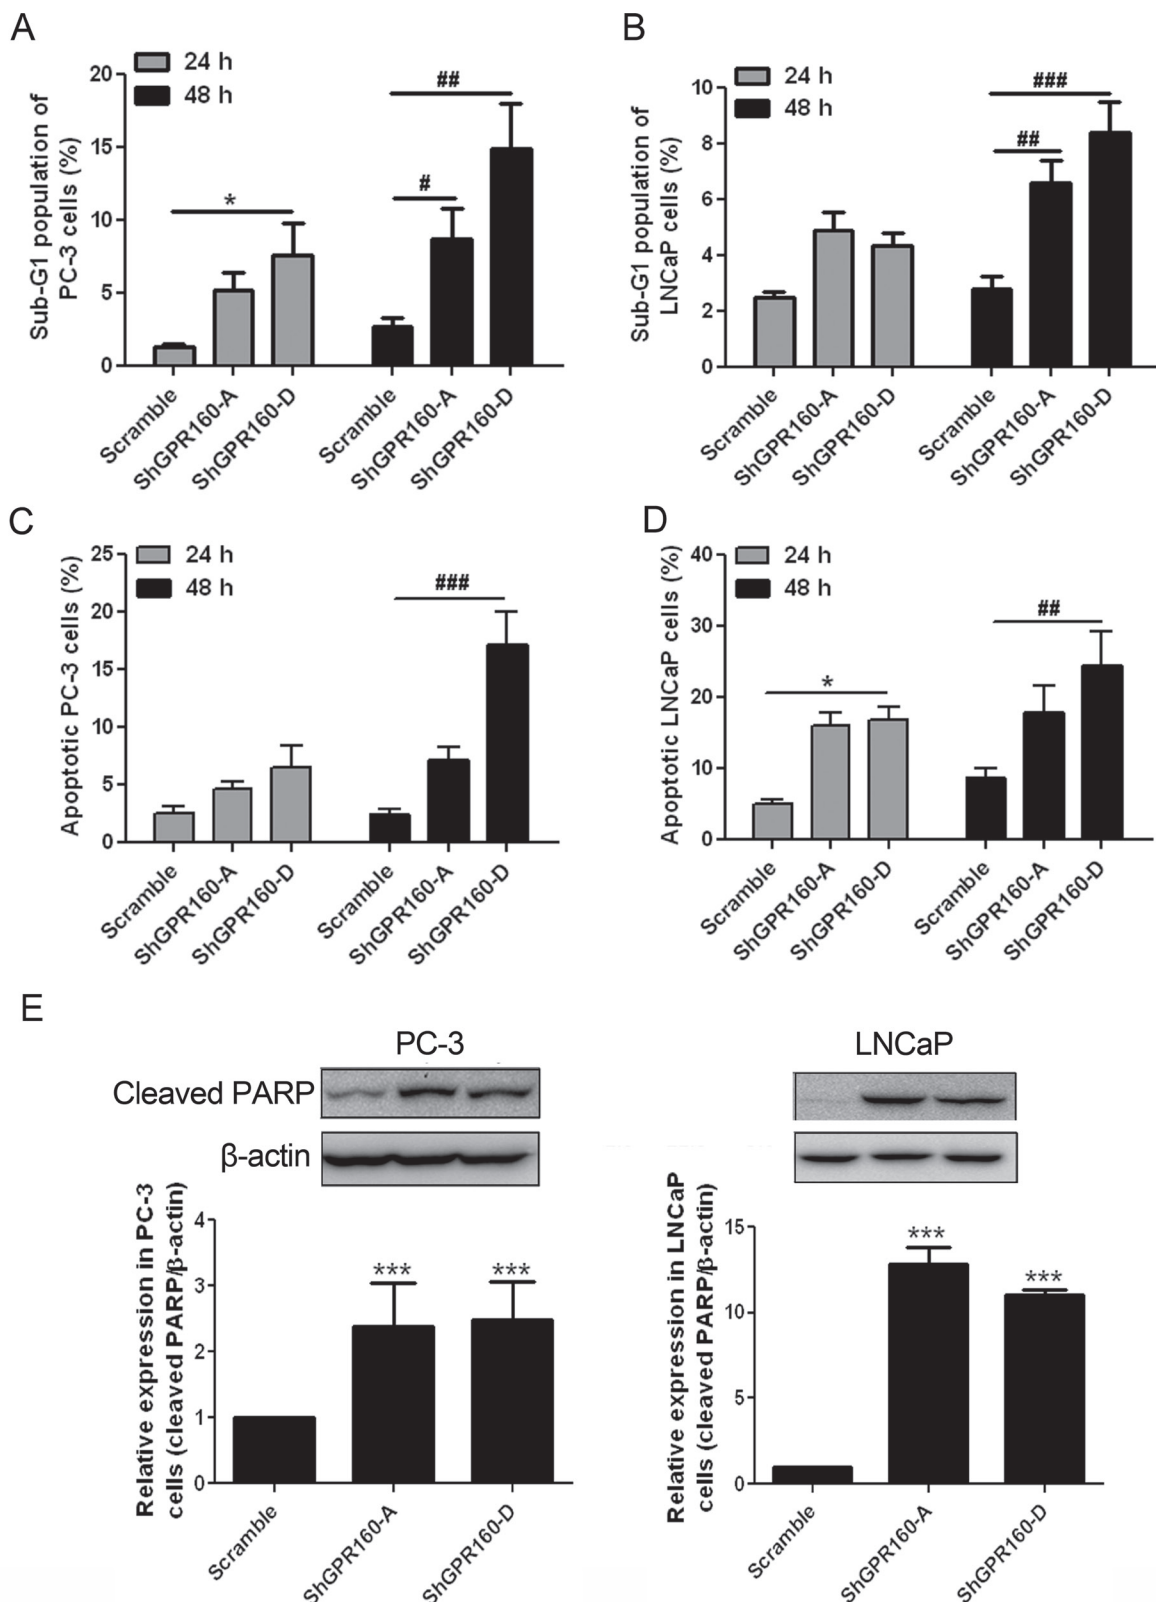 A
24 h
48 h
Sub-G1 population of
PC-3 cells (%)
20
15
10
5
0
*
#
##
Scramble
ShGPR160-A
ShGPR160-D
Scramble
ShGPR160-A
ShGPR160-D
B
24 h
48 h
Sub-G1 population of
LNCaP cells (%)
10
8
6
4
2
0
##
###
Scramble
ShGPR160-A
ShGPR160-D
Scramble
ShGPR160-A
ShGPR160-D
C
24 h
48 h
Apoptotic PC-3 cells (%)
25
20
15
10
5
0
###
Scramble
ShGPR160-A
ShGPR160-D
Scramble
ShGPR160-A
ShGPR160-D
D
24 h
48 h
Apoptotic LNCaP cells (%)
40
30
20
10
0
*
##
Scramble
ShGPR160-A
ShGPR160-D
Scramble
ShGPR160-A
ShGPR160-D
E
PC-3
LNCaP
Cleaved PARP
β-actin
Relative expression in PC-3
cells (cleaved PARP/β-actin)
4
3
2
1
0
***
***
Scramble
ShGPR160-A
ShGPR160-D
Relative expression in LNCaP
cells (cleaved PARP/β-actin)
15
10
5
0
***
***
Scramble
ShGPR160-A
ShGPR160-D